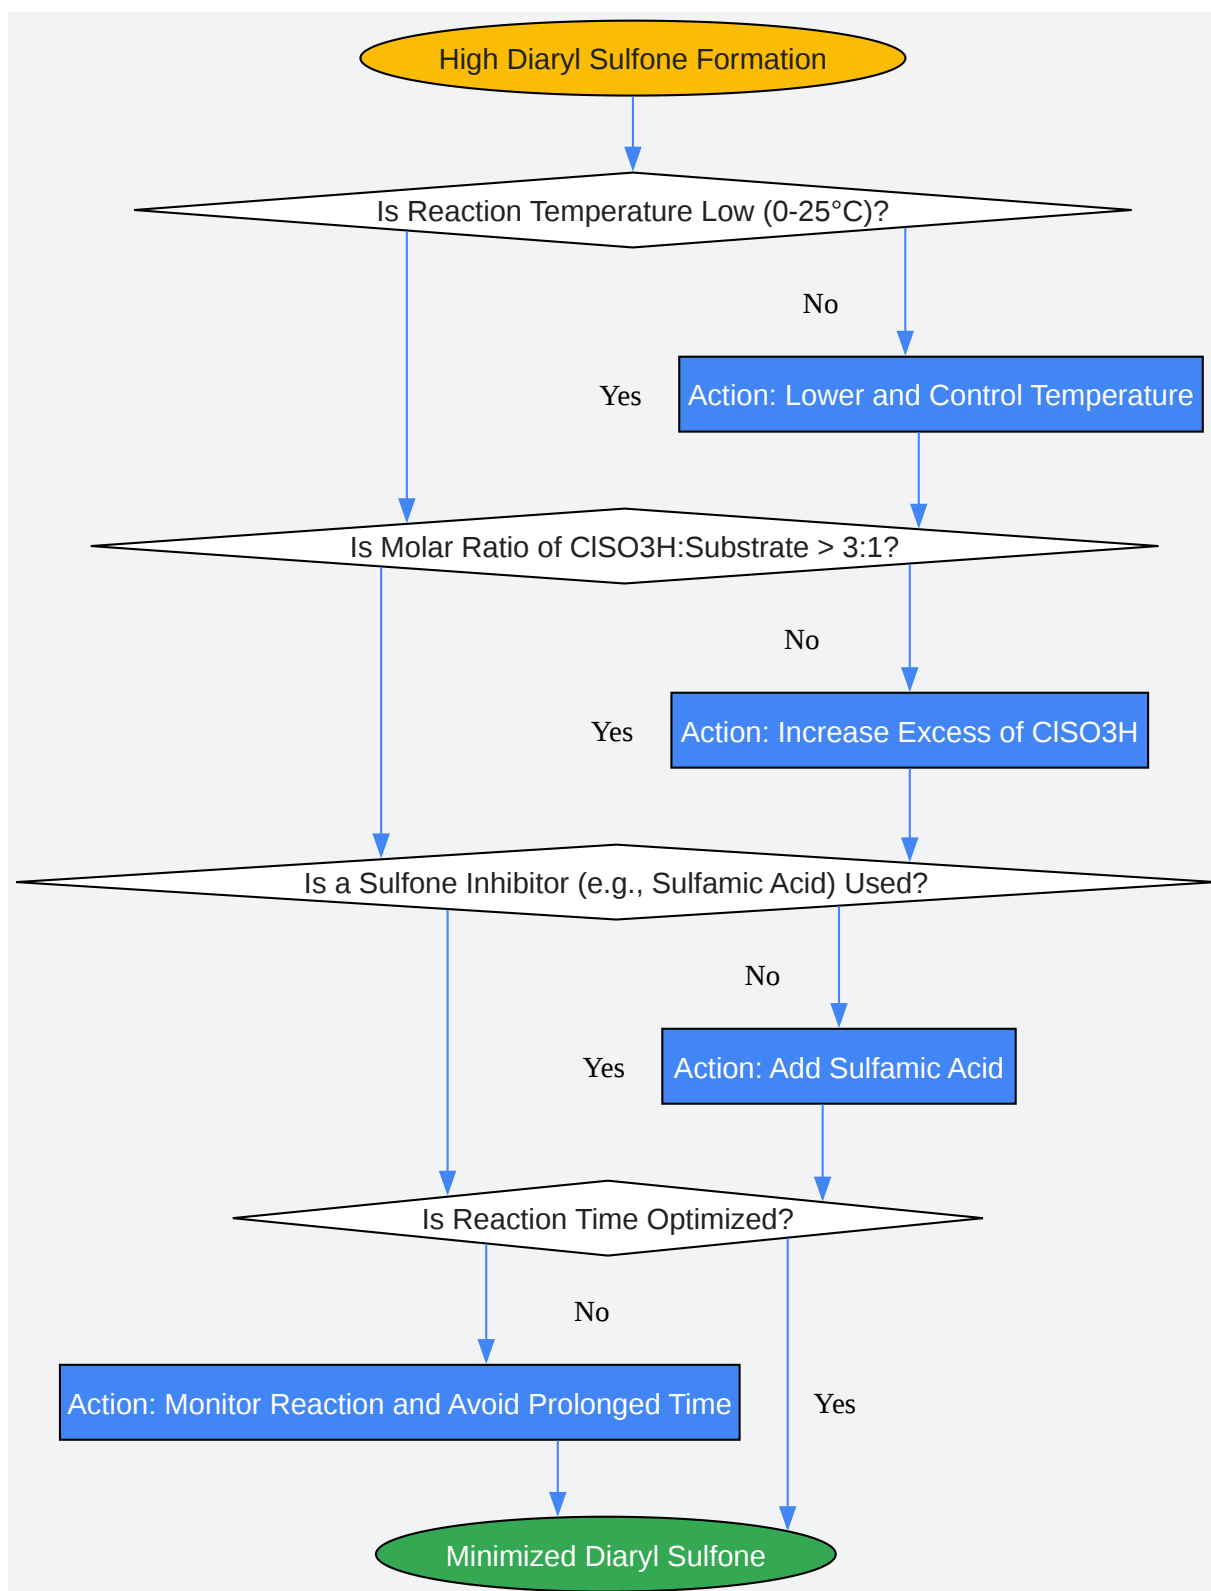 High Diaryl Sulfone Formation
Is Reaction Temperature Low (0-25°C)?
No
Yes
Action: Lower and Control Temperature
Is Molar Ratio of ClSO3H:Substrate > 3:1?
No
Yes
Action: Increase Excess of ClSO3H
Is a Sulfone Inhibitor (e.g., Sulfamic Acid) Used?
No
Yes
Action: Add Sulfamic Acid
Is Reaction Time Optimized?
No
Action: Monitor Reaction and Avoid Prolonged Time
Yes
Minimized Diaryl Sulfone